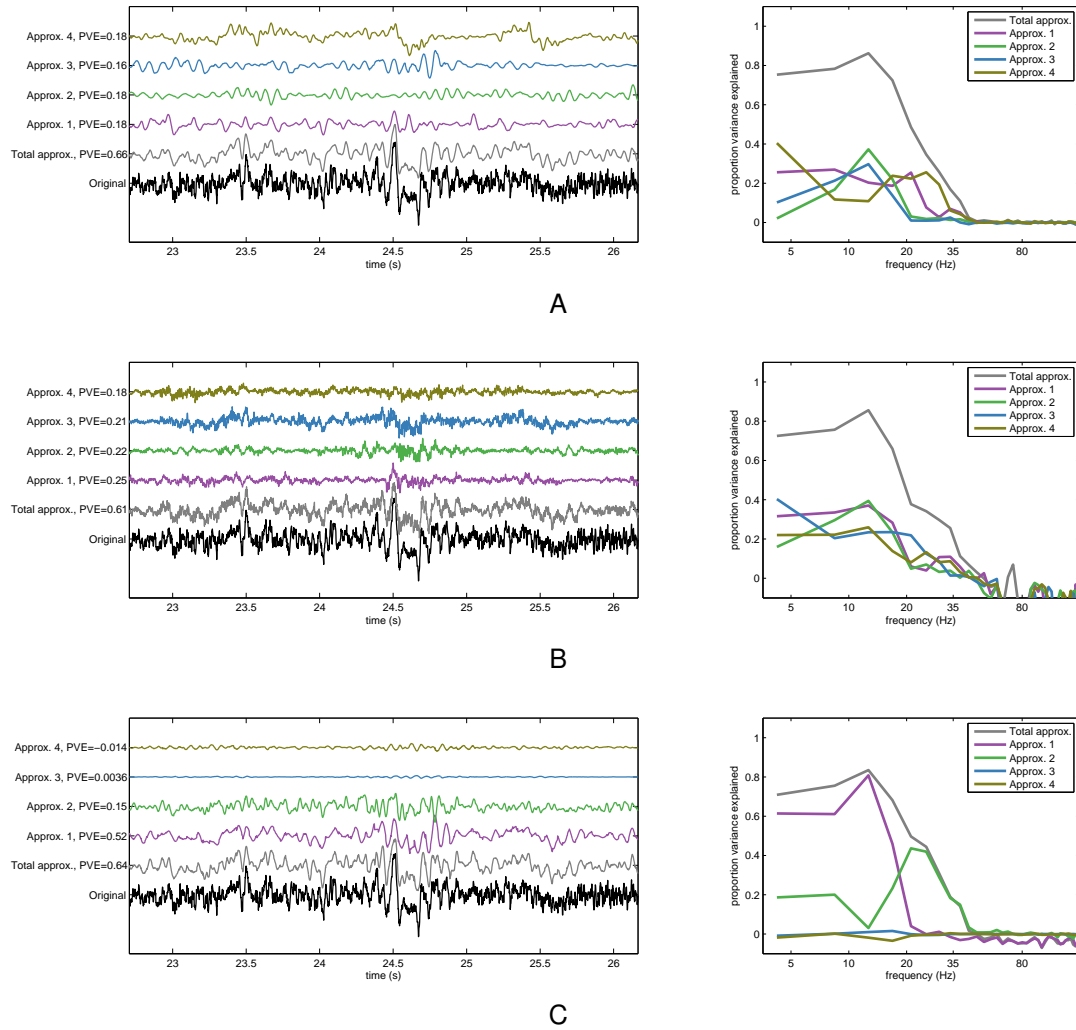 Approx. 4, PVE=0.18
Approx. 3, PVE=0.16
Approx. 2, PVE=0.18
Approx. 1, PVE=0.18
Total approx., PVE=0.66
Original
23 23.5 24 24.5 25 25.5 26
time (s)
proportion variance explained
1
0.8
0.6
0.4
0.2
0
5 10 20 35 80
frequency (Hz)
Total approx.
Approx. 1
Approx. 2
Approx. 3
Approx. 4
A
Approx. 4, PVE=0.18
Approx. 3, PVE=0.21
Approx. 2, PVE=0.22
Approx. 1, PVE=0.25
Total approx., PVE=0.61
Original
23 23.5 24 24.5 25 25.5 26
time (s)
proportion variance explained
1
0.8
0.6
0.4
0.2
0
5 10 20 35 80
frequency (Hz)
Total approx.
Approx. 1
Approx. 2
Approx. 3
Approx. 4
B
Approx. 4, PVE=−0.014
Approx. 3, PVE=0.0036
Approx. 2, PVE=0.15
Approx. 1, PVE=0.52
Total approx., PVE=0.64
Original
23 23.5 24 24.5 25 25.5 26
time (s)
proportion variance explained
1
0.8
0.6
0.4
0.2
0
5 10 20 35 80
frequency (Hz)
Total approx.
Approx. 1
Approx. 2
Approx. 3
Approx. 4
C